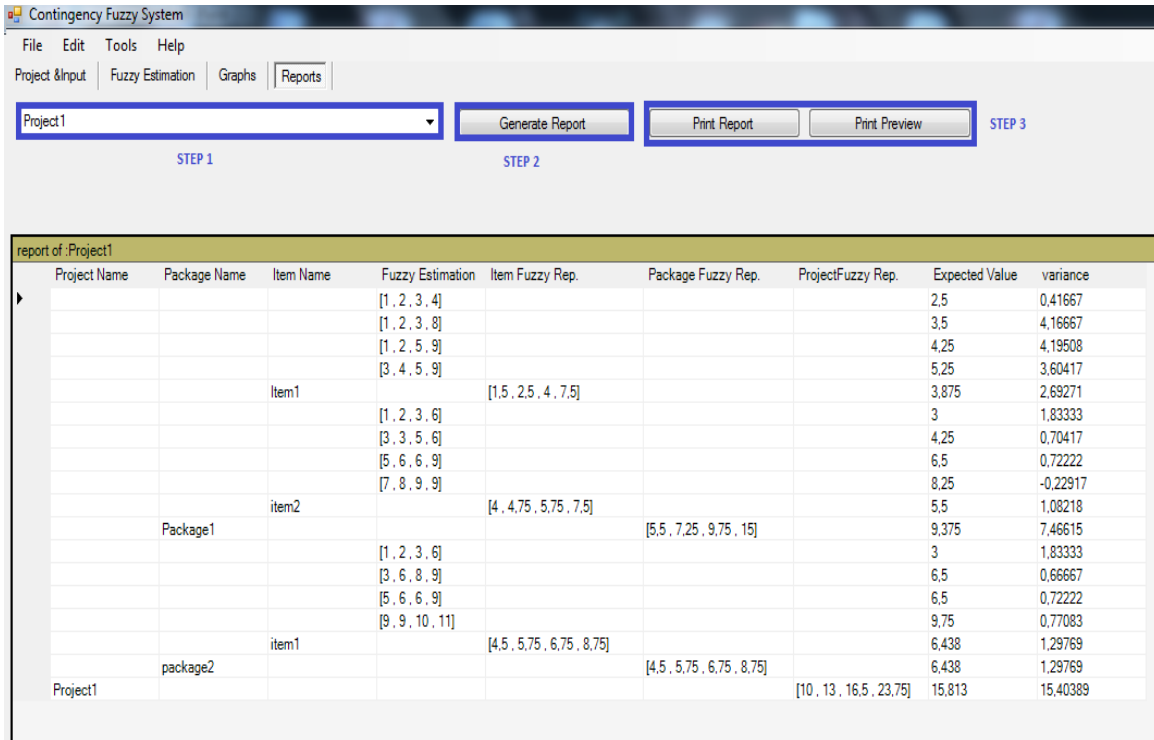 Contingency Fuzzy System
File Edit Tools Help
Project &Input Fuzzy Estimation Graphs Reports
Project1 Generate Report Print Report Print Preview STEP 3
STEP 1 STEP 2
report of :Project1
Project Name Package Name Item Name Fuzzy Estimation Item Fuzzy Rep. Package Fuzzy Rep. ProjectFuzzy Rep. Expected Value variance
[1 , 2 , 3 , 4] 2,5 0,41667
[1 , 2 , 3 , 8] 3,5 4,16667
[1 , 2 , 5 , 9] 4,25 4,19508
[3 , 4 , 5 , 9] 5,25 3,60417
Item1 [1,5 , 2,5 , 4 , 7,5] 3,875 2,69271
[1 , 2 , 3 , 6] 3 1,83333
[3 , 3 , 5 , 6] 4,25 0,70417
[5 , 6 , 6 , 9] 6,5 0,72222
[7 , 8 , 9 , 9] 8,25 -0,22917
item2 [4 , 4,75 , 5,75 , 7,5] 5,5 1,08218
Package1 [5,5 , 7,25 , 9,75 , 15] 9,375 7,46615
[1 , 2 , 3 , 6] 3 1,83333
[3 , 6 , 8 , 9] 6,5 0,66667
[5 , 6 , 6 , 9] 6,5 0,72222
[9 , 9 , 10 , 11] 9,75 0,77083
item1 [4,5 , 5,75 , 6,75 , 8,75] 6,438 1,29769
package2 [4,5 , 5,75 , 6,75 , 8,75] 6,438 1,29769
Project1 [10 , 13 , 16,5 , 23,75] 15,813 15,40389